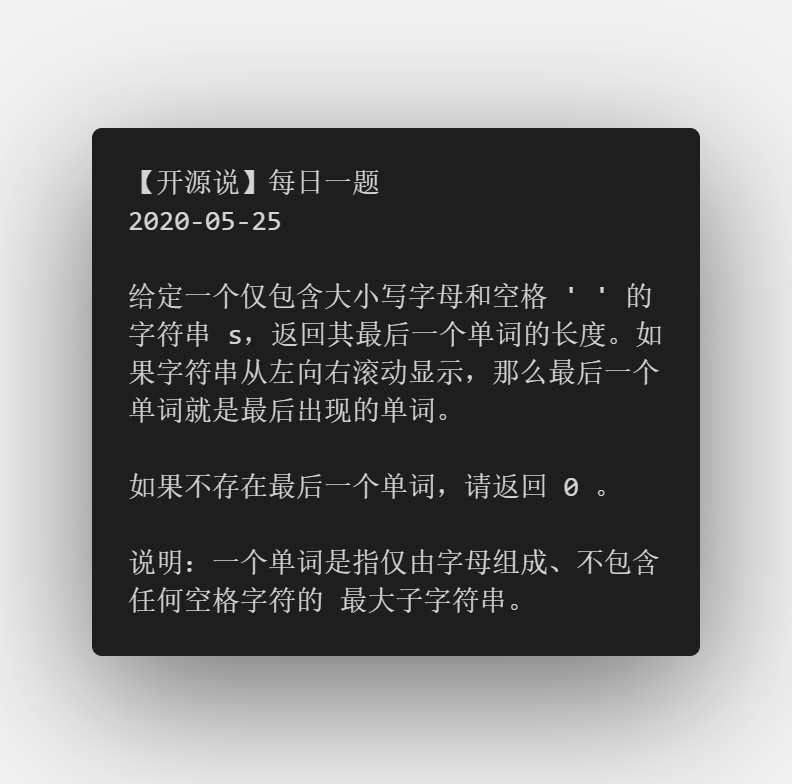 【开源说】每日一题
2020-05-25
给定一个仅包含大小写字母和空格 ' ' 的
字符串 s，返回其最后一个单词的长度。如
果字符串从左向右滚动显示，那么最后一个
单词就是最后出现的单词。
如果不存在最后一个单词，请返回 0 。
说明：一个单词是指仅由字母组成、不包含
任何空格字符的 最大子字符串。